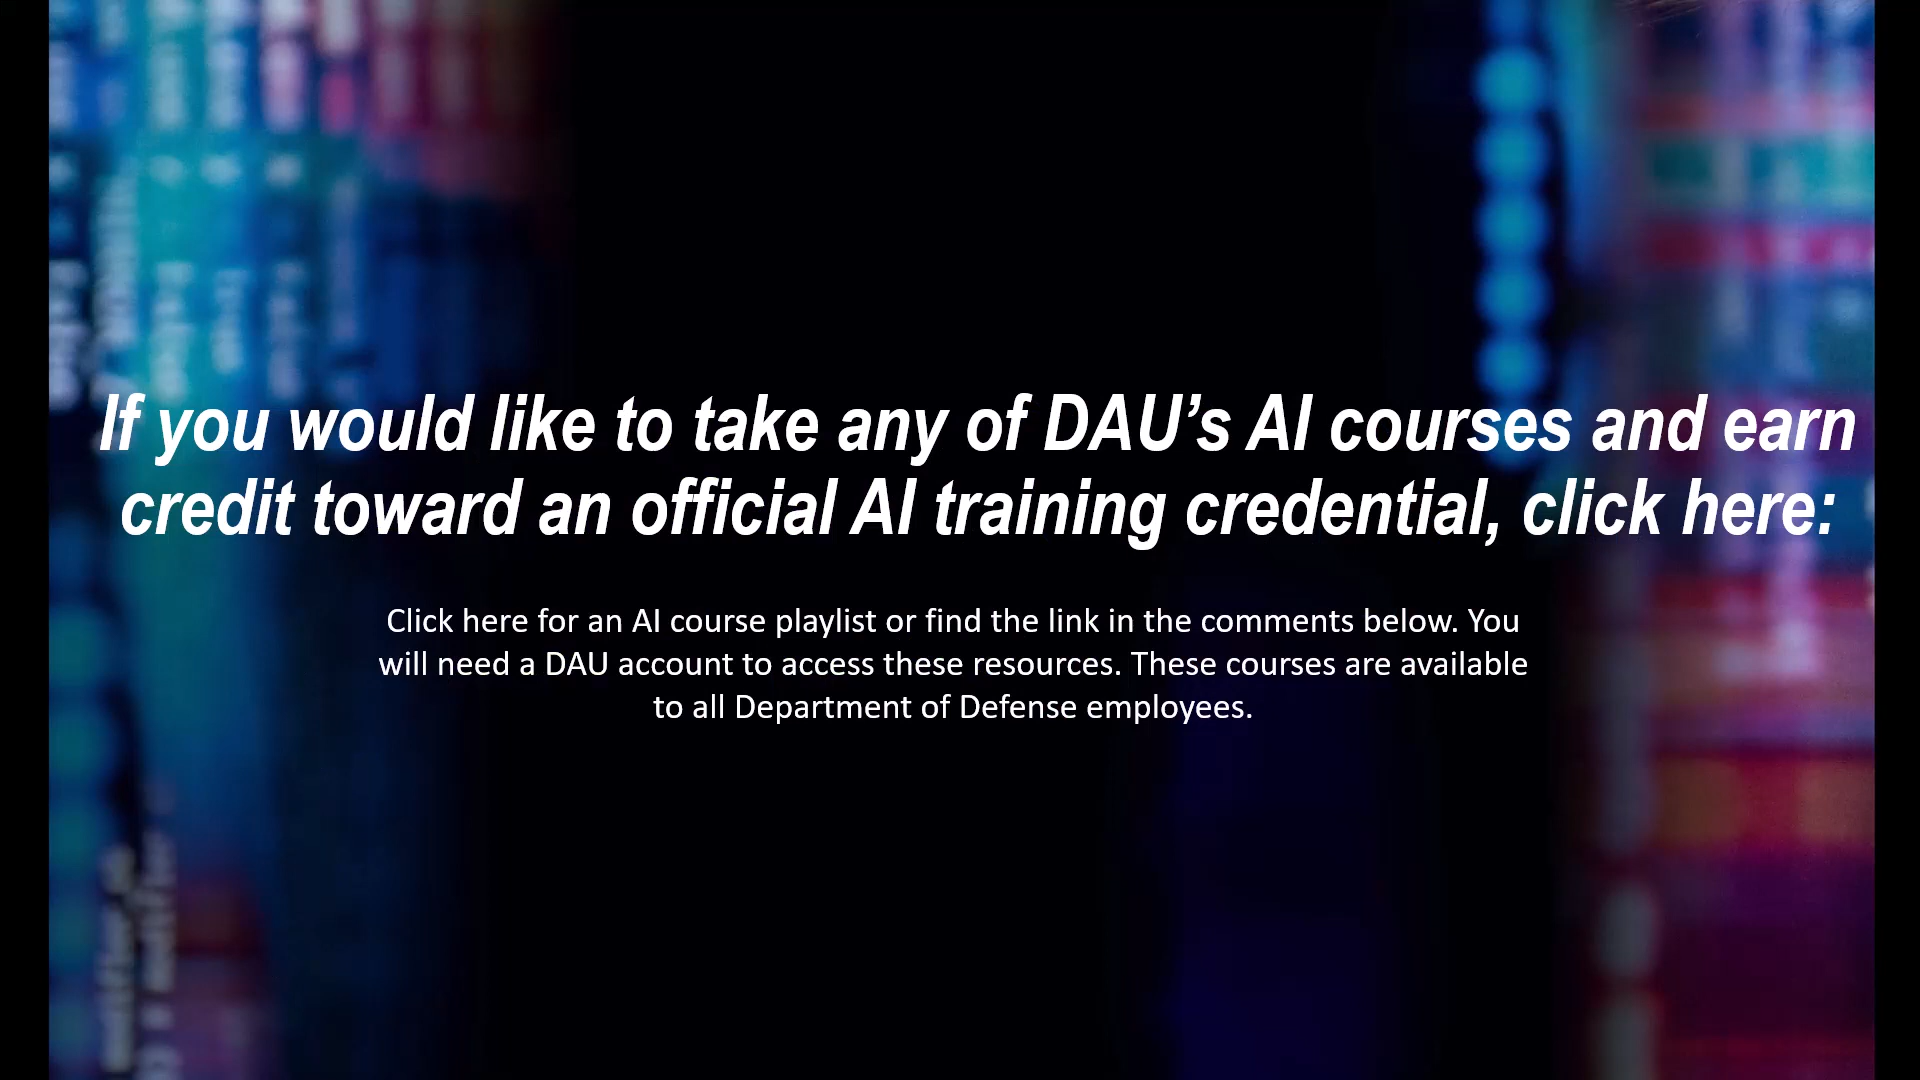 If you would like to take any of DAU’s AI courses and earn
credit toward an official AI training credential, click here:
Click here for an AI course playlist or find the link in the comments below. You
will need a DAU account to access these resources. These courses are available
to all Department of Defense employees.